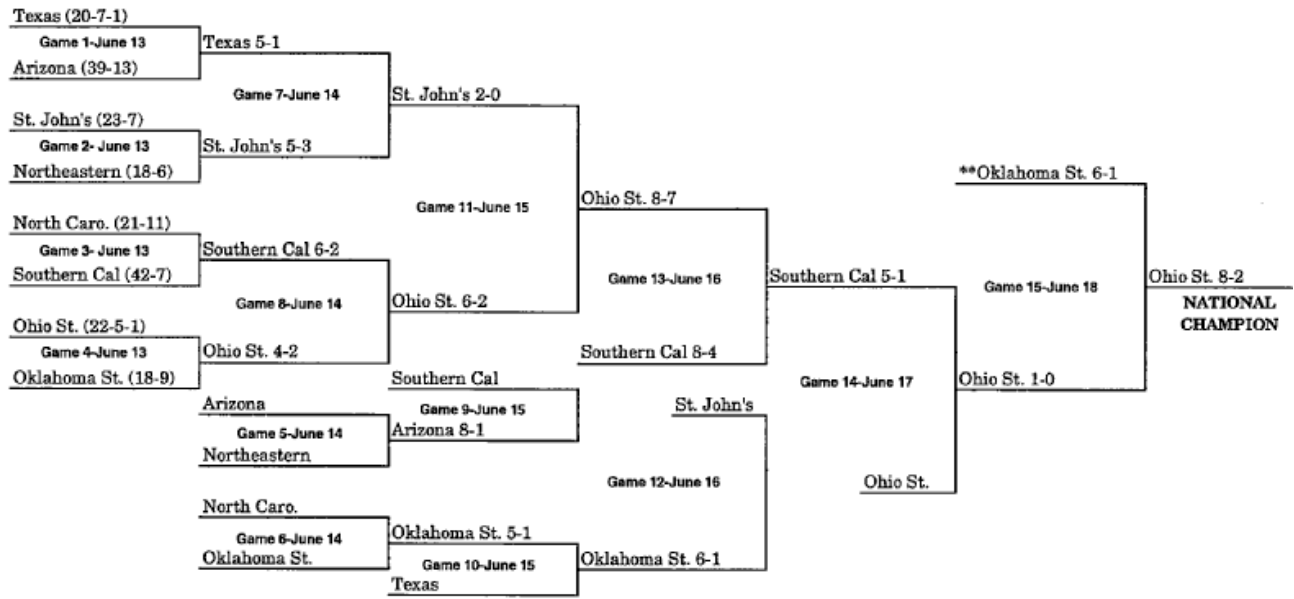 Texas (20-7-1)
Game 1-June 13
Texas 5-1
Arizona (39-13)
Game 7-June 14
St. John's 2-0
St. John's (23-7)
Game 2- June 13
St. John's 5-3
Northeastern (18-6)
**Oklahoma St. 6-1
Game 11-June 15
Ohio St. 8-7
North Caro. (21-11)
Game 3- June 13
Southern Cal 6-2
Southern Cal (42-7)
Game 13-June 16
Southern Cal 5-1
Game 15-June 18
Ohio St. 8-2
NATIONAL
CHAMPION
Game 8-June 14
Ohio St. 6-2
Ohio St. (22-5-1)
Game 4-June 13
Ohio St. 4-2
Oklahoma St. (18-9)
Southern Cal 8-4
Game 14-June 17
Ohio St. 1-0
Southern Cal
Game 9-June 15
Arizona
Game 5-June 14
Arizona 8-1
Northeastern
St. John's
Game 12-June 16
Ohio St.
North Caro.
Game 6-June 14
Oklahoma St. 5-1
Oklahoma St.
Game 10-June 15
Oklahoma St. 6-1
Texas